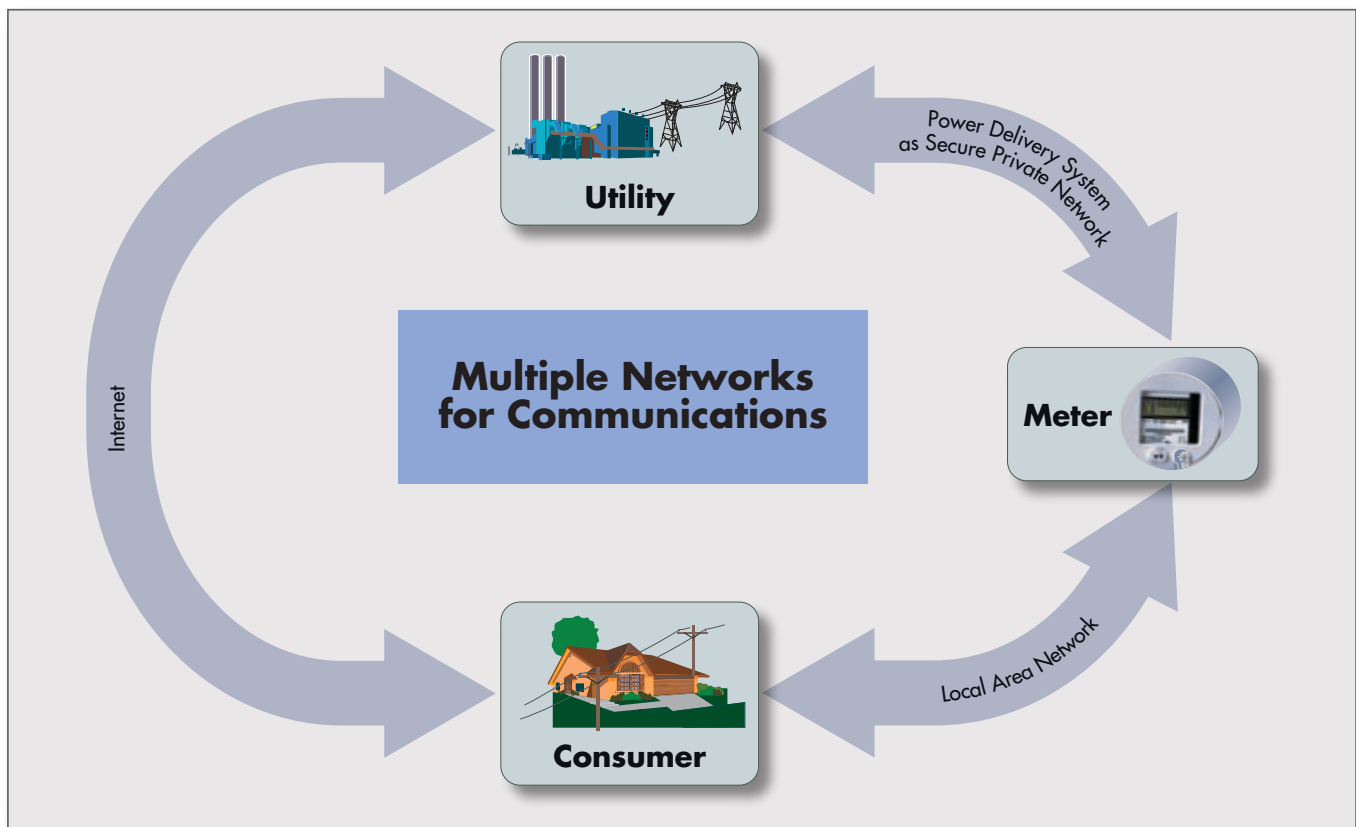 Utility
Power Delivery System
as Secure Private Network
Multiple Networks
for Communications
Internet
Meter
Local Area Network
Consumer